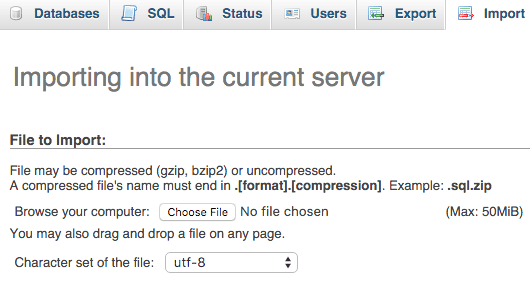 Databases SQL Status Users Export Import
Importing into the current server
File to Import:
File may be compressed (gzip, bzip2) or uncompressed.
A compressed file's name must end in .[format].[compression]. Example: .sql.zip
Browse your computer: Choose File No file chosen (Max: 50MiB)
You may also drag and drop a file on any page.
Character set of the file: utf-8